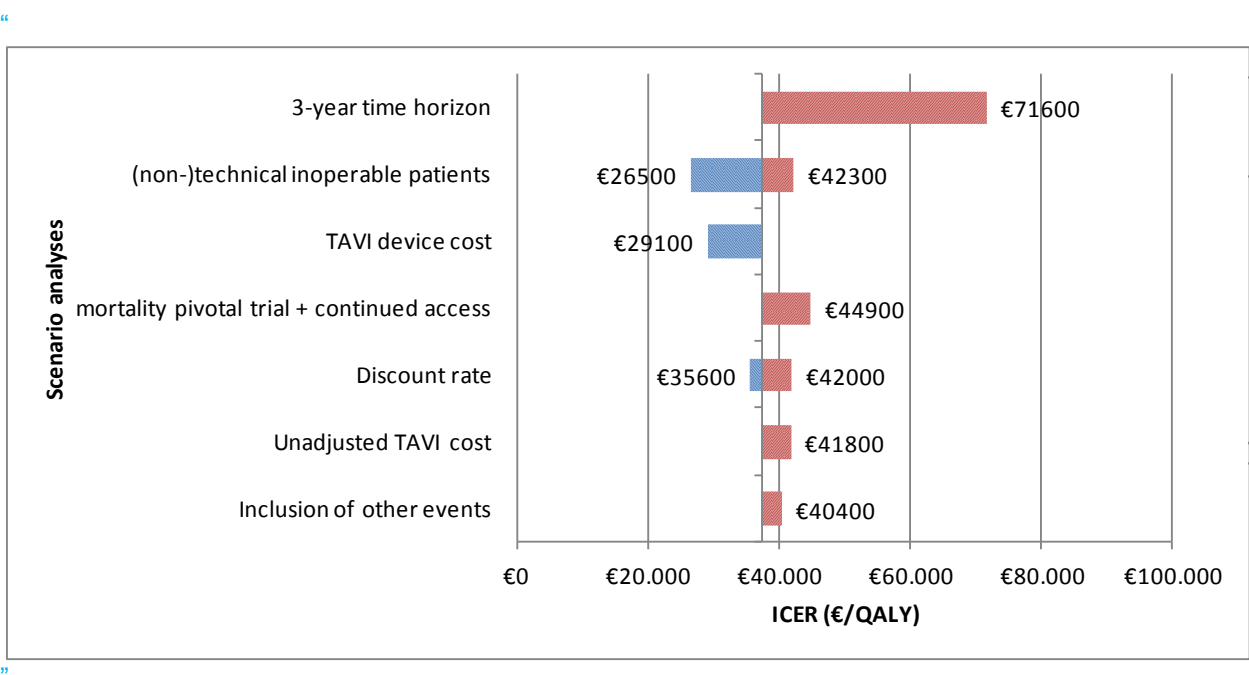 “
3-year time horizon €71600
(non-)technical inoperable patients €26500 €42300
TAVI device cost €29100
mortality pivotal trial + continued access €44900
Discount rate €35600 €42000
Unadjusted TAVI cost €41800
Inclusion of other events €40400
Scenario analyses
€0 €20.000 €40.000 €60.000 €80.000 €100.000
ICER (€/QALY)
”